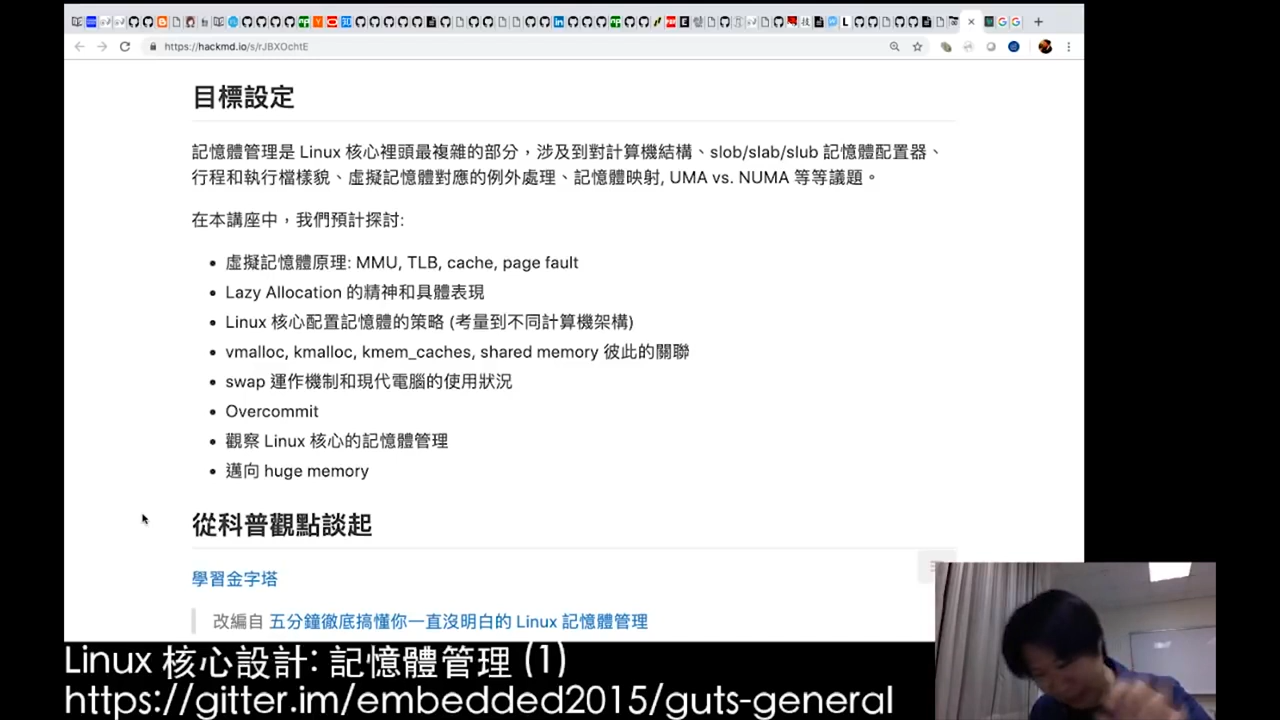 https://hackmd.io/s/rJBXOchtE
目標設定
記憶體管理是 Linux 核心裡頭最複雜的部分，涉及到對計算機結構、slob/slab/slub 記憶體配置器、
行程和執行檔樣貌、虛擬記憶體對應的例外處理、記憶體映射, UMA vs. NUMA 等等議題。
在本講座中，我們預計探討:
虛擬記憶體原理: MMU, TLB, cache, page fault
Lazy Allocation 的精神和具體表現
Linux 核心配置記憶體的策略 (考量到不同計算機架構)
vmalloc, kmalloc, kmem_caches, shared memory 彼此的關聯
swap 運作機制和現代電腦的使用狀況
Overcommit
觀察 Linux 核心的記憶體管理
邁向 huge memory
從科普觀點談起
學習金字塔
改編自 五分鐘徹底搞懂你一直沒明白的 Linux 記憶體管理
Linux 核心設計: 記憶體管理 (1)
https://gitter.im/embedded2015/guts-general